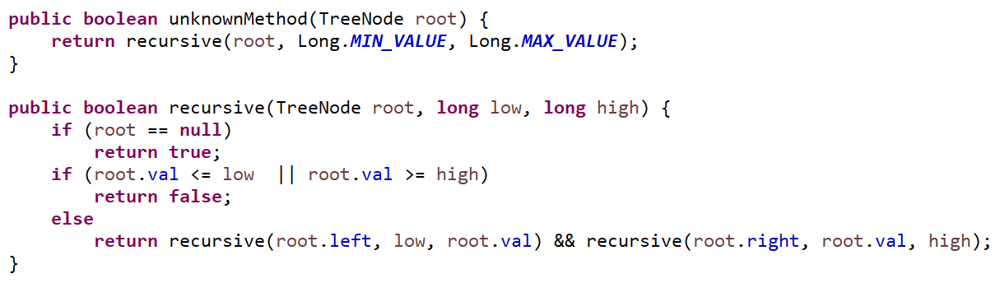 public boolean unknownMethod(TreeNode root) {
    return recursive(root, Long.MIN_VALUE, Long.MAX_VALUE);
}

public boolean recursive(TreeNode root, long low, long high) {
    if (root == null)
        return true;
    if (root.val <= low  || root.val >= high)
        return false;
    else
        return recursive(root.left, low, root.val) && recursive(root.right, root.val, high);
}